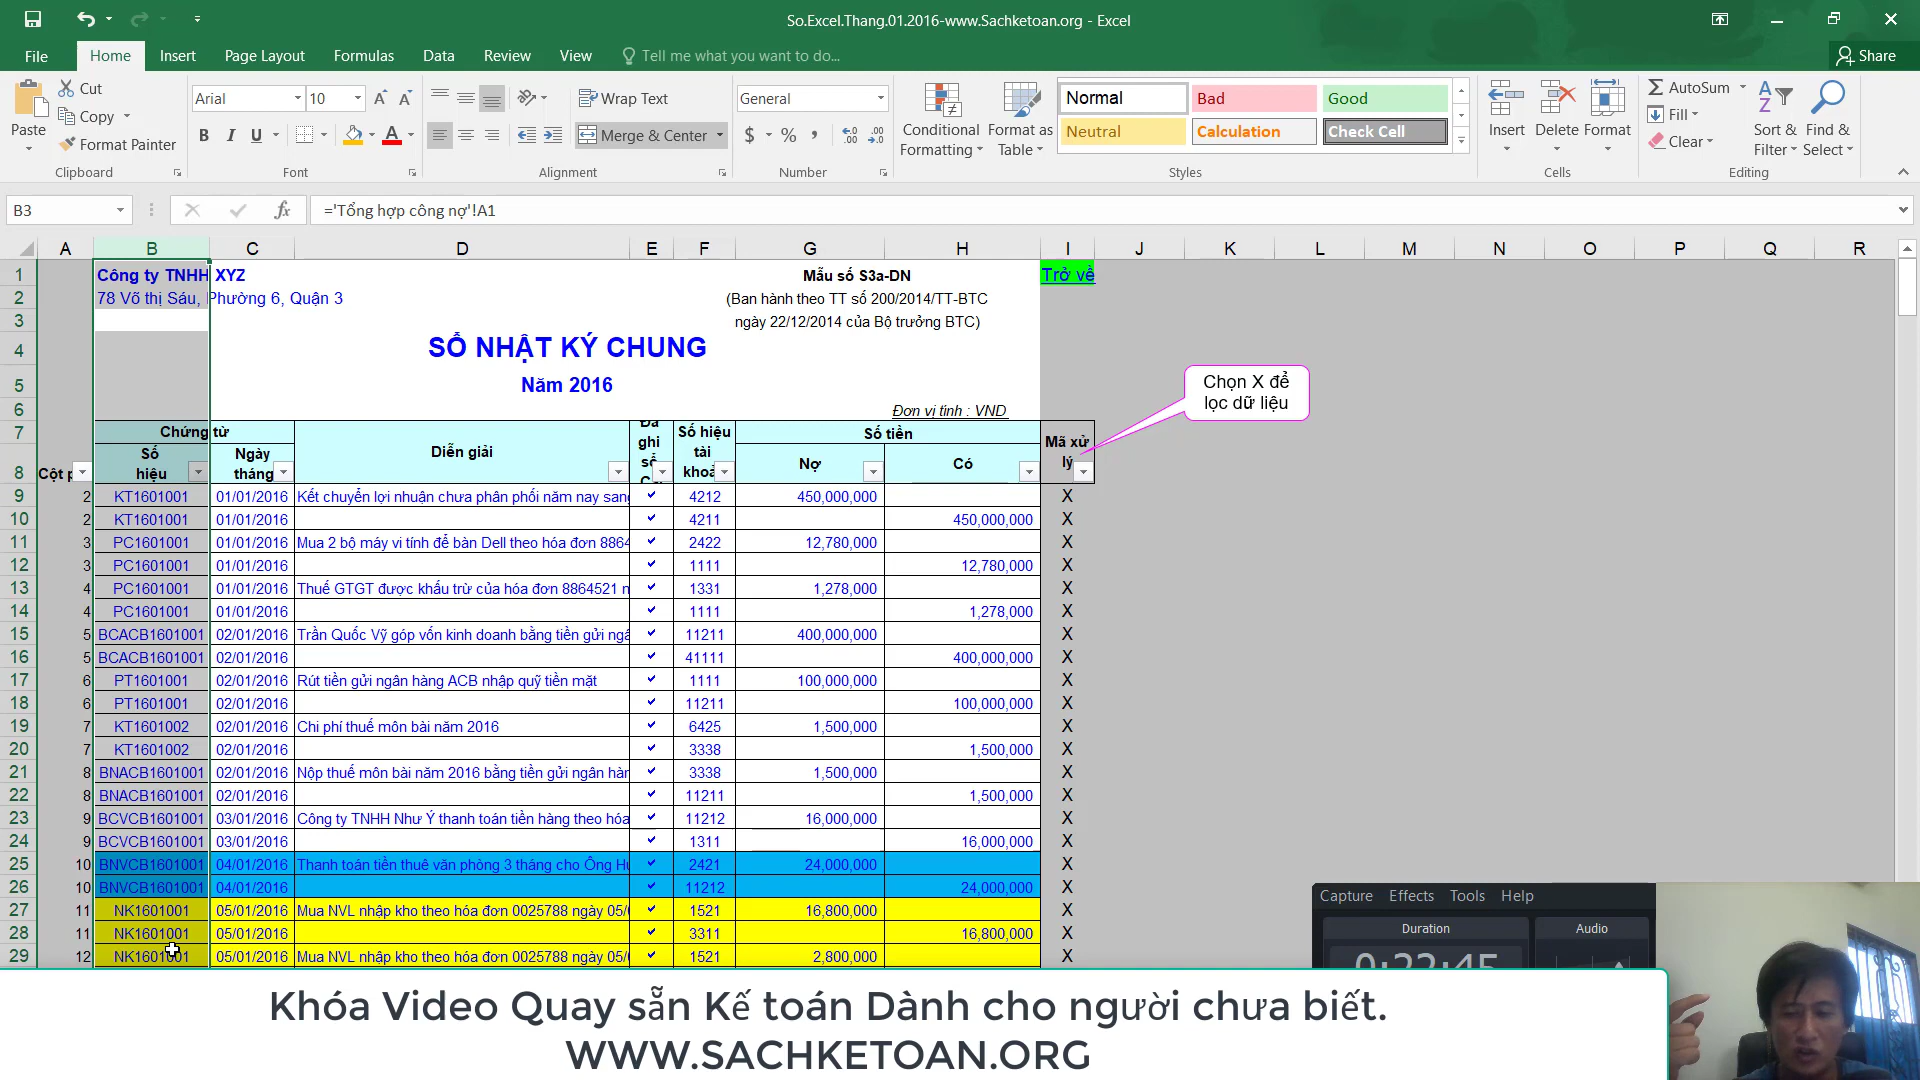 So.Excel.Thang.01.2016-www.Sachketoan.org - Excel
File Home Insert Page Layout Formulas Data Review View Tell me what you want to do... Share
Paste Cut Copy Format Painter
Arial 10 B I U
Wrap Text Merge & Center
General $ % ,
Conditional Formatting Format as Table
Normal Bad Good
Neutral Calculation Check Cell
Insert Delete Format
AutoSum Fill Clear Sort & Filter Find & Select
Clipboard Font Alignment Number Styles Cells Editing
B3 fx ='Tổng hợp công nợ'!A1
A B C D E F G H I J K L M N O P Q R
1 Công ty TNHH XYZ Mẫu số S3a-DN Trở về
2 78 Võ thị Sáu, Phường 6, Quận 3 (Ban hành theo TT số 200/2014/TT-BTC
3 ngày 22/12/2014 của Bộ trưởng BTC)
4 SỔ NHẬT KÝ CHUNG
5 Năm 2016
6 Đơn vị tính : VND
Chọn X để
lọc dữ liệu
7 Chứng từ Diễn giải ghi sổ Số hiệu tài Số tiền Mã xử lý
8 Cột Số hiệu Ngày tháng Nợ Có
9 2 KT1601001 01/01/2016 Kết chuyển lợi nhuận chưa phân phối năm nay sang 4212 450,000,000 X
10 2 KT1601001 01/01/2016 4211 450,000,000 X
11 3 PC1601001 01/01/2016 Mua 2 bộ máy vi tính để bàn Dell theo hóa đơn 8864 2422 12,780,000 X
12 3 PC1601001 01/01/2016 1111 12,780,000 X
13 4 PC1601001 01/01/2016 Thuế GTGT được khấu trừ của hóa đơn 8864521 n 1331 1,278,000 X
14 4 PC1601001 01/01/2016 1111 1,278,000 X
15 5 BCACB1601001 02/01/2016 Trần Quốc Vỹ góp vốn kinh doanh bằng tiền gửi ngâ 11211 400,000,000 X
16 5 BCACB1601001 02/01/2016 41111 400,000,000 X
17 6 PT1601001 02/01/2016 Rút tiền gửi ngân hàng ACB nhập quỹ tiền mặt 1111 100,000,000 X
18 6 PT1601001 02/01/2016 11211 100,000,000 X
19 7 KT1601002 02/01/2016 Chi phí thuế môn bài năm 2016 6425 1,500,000 X
20 7 KT1601002 02/01/2016 3338 1,500,000 X
21 8 BNACB1601001 02/01/2016 Nộp thuế môn bài năm 2016 bằng tiền gửi ngân hàn 3338 1,500,000 X
22 8 BNACB1601001 02/01/2016 11211 1,500,000 X
23 9 BCVCB1601001 03/01/2016 Công ty TNHH Như Ý thanh toán tiền hàng theo hóa 11212 16,000,000 X
24 9 BCVCB1601001 03/01/2016 1311 16,000,000 X
25 10 BNVCB1601001 04/01/2016 Thanh toán tiền thuê văn phòng 3 tháng cho Ông Hu 2421 24,000,000 X
26 10 BNVCB1601001 04/01/2016 11212 24,000,000 X
27 11 NK1601001 05/01/2016 Mua NVL nhập kho theo hóa đơn 0025788 ngày 05/ 1521 16,800,000 X
28 11 NK1601001 05/01/2016 3311 16,800,000 X
29 12 NK1601001 05/01/2016 Mua NVL nhập kho theo hóa đơn 0025788 ngày 05/ 1521 2,800,000 X
Capture Effects Tools Help
Duration Audio
0:22:45
Khóa Video Quay sẵn Kế toán Dành cho người chưa biết.
WWW.SACHKETOAN.ORG